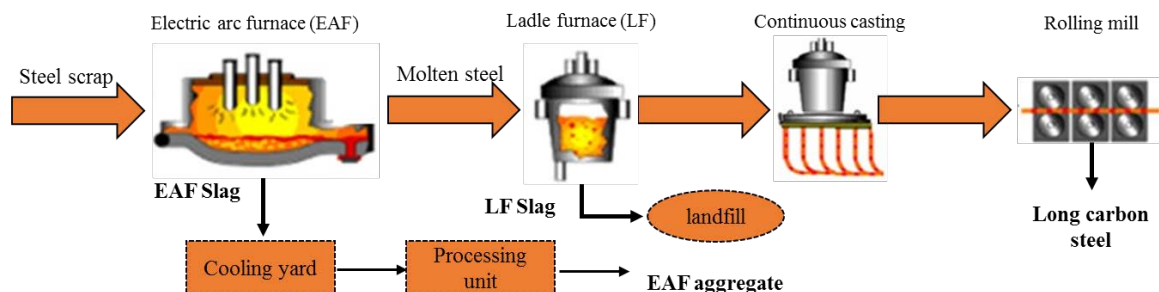 Electric arc furnace (EAF)
Ladle furnace (LF)
Continuous casting
Rolling mill
Steel scrap
Molten steel
EAF Slag
LF Slag
landfill
Long carbon
steel
Cooling yard
Processing
unit
EAF aggregate